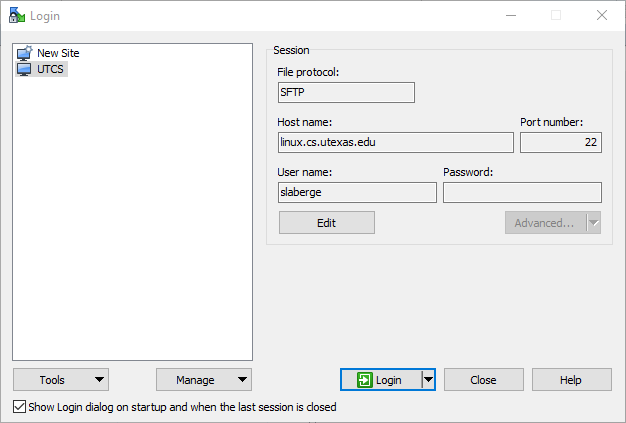 Login
New Site
UTCS
Session
File protocol:
SFTP
Host name:
Port number:
linux.cs.utexas.edu
22
User name:
Password:
slaberge
Edit
Advanced...
Tools
Manage
Login
Close
Help
Show Login dialog on startup and when the last session is closed